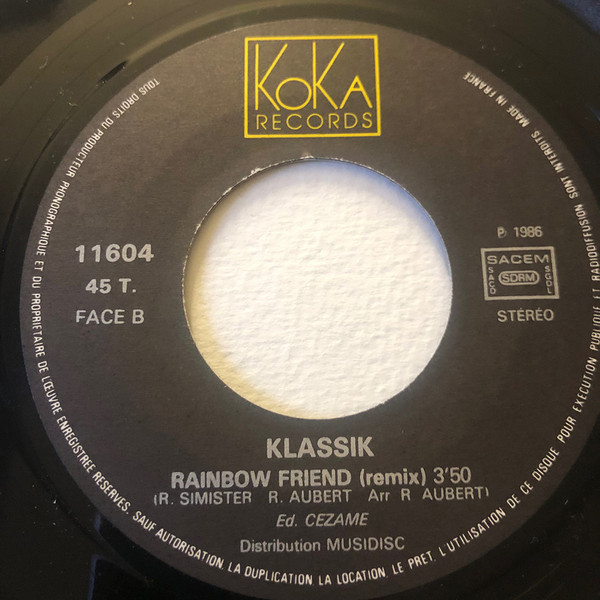 KoKA
RECORDS
TOUS DROITS DU PRODUCTEUR PHONOGRAPHIQUE ET DU PROPRIETAIRE DE L'ŒUVRE ENREGISTREE RESERVES. SAUF AUTORISATION LA DUPLICATION LA LOCATION, LE PRET, L'UTILISATION DE CE DISQUE POUR EXECUTION PUBLIQUE ET RADIODIFFUSION SONT INTERDITS MADE IN FRANCE
11604
45 T.
FACE B
℗ 1986
SACEM
SACD SDRM SGDL
STÉRÉO
KLASSIK
RAINBOW FRIEND (remix) 3'50
(R. SIMISTER R. AUBERT Arr R AUBERT)
Ed. CEZAME
Distribution MUSIDISC